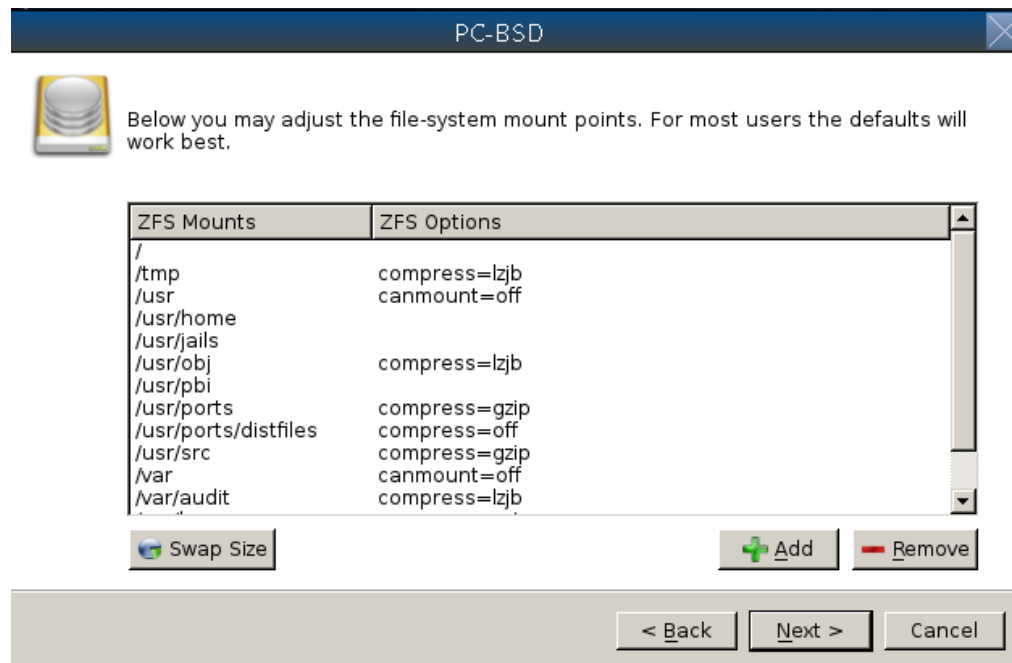 PC-BSD
Below you may adjust the file-system mount points. For most users the defaults will
work best.
ZFS Mounts ZFS Options
/
/tmp compress=lzjb
/usr canmount=off
/usr/home
/usr/jails
/usr/obj compress=lzjb
/usr/pbi
/usr/ports compress=gzip
/usr/ports/distfiles compress=off
/usr/src compress=gzip
/var canmount=off
/var/audit compress=lzjb
Swap Size Add Remove
< Back Next > Cancel